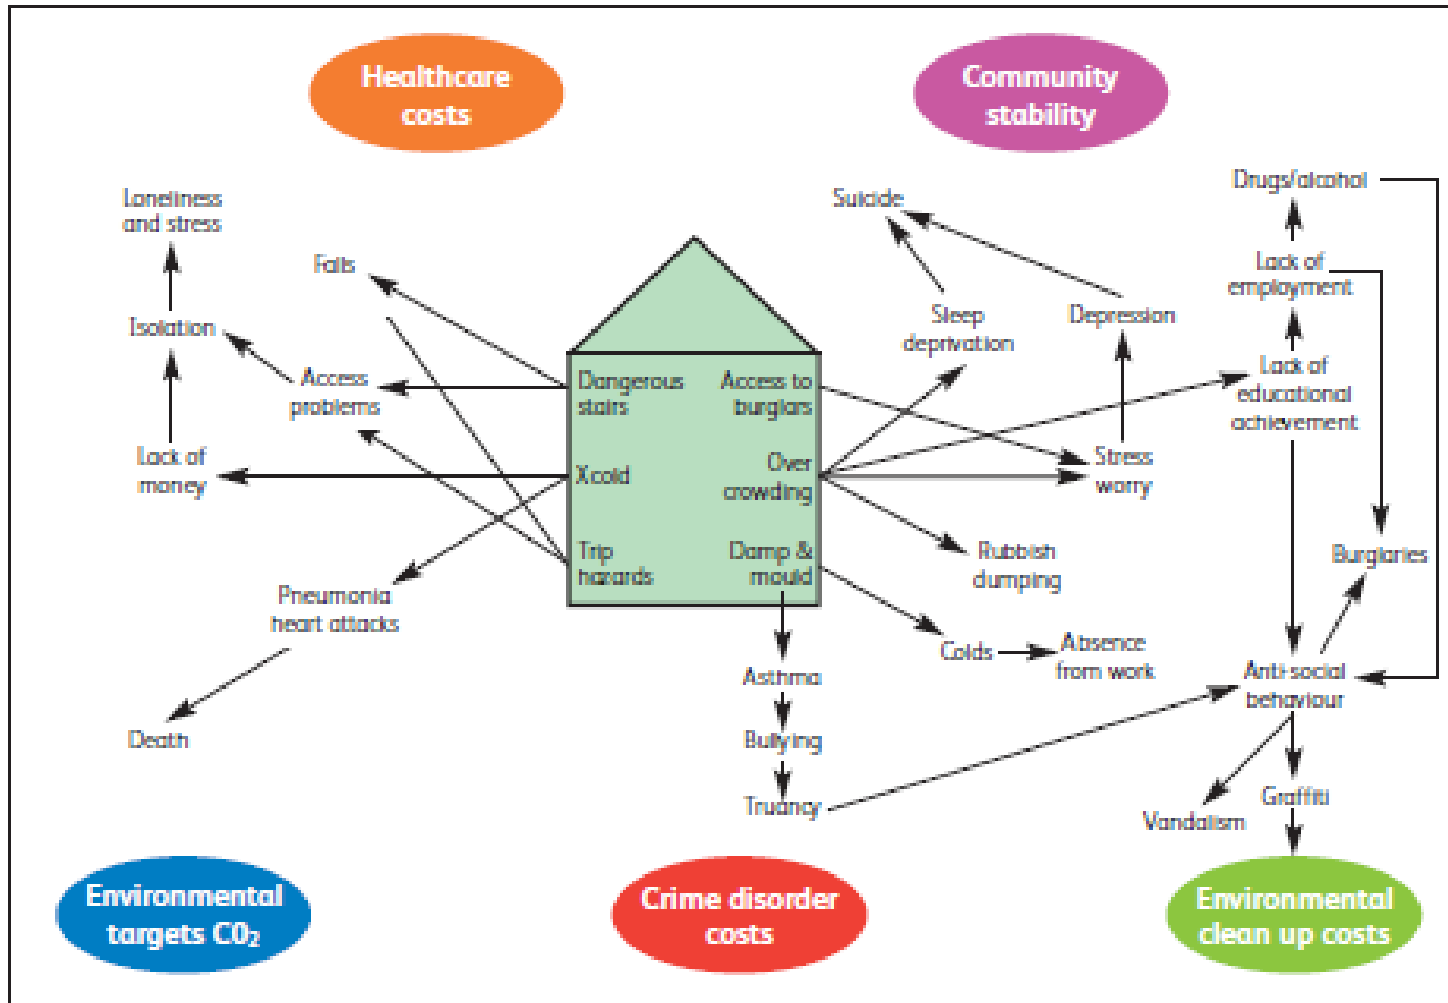 Healthcare
costs
Community
stability
Loneliness
and stress
Falls
Isolation
Access
problems
Lack of
money
Pneumonia
heart attacks
Death
Dangerous
stairs
Xcold
Trip
hazards
Access to
burglars
Over
crowding
Damp &
mould
Suicide
Sleep
deprivation
Depression
Stress
worry
Rubbish
dumping
Colds
Absence
from work
Asthma
Bullying
Truancy
Drugs/alcohol
Lack of
employment
Lack of
educational
achievement
Burglaries
Anti-social
behaviour
Graffiti
Vandalism
Environmental
targets C0₂
Crime disorder
costs
Environmental
clean up costs